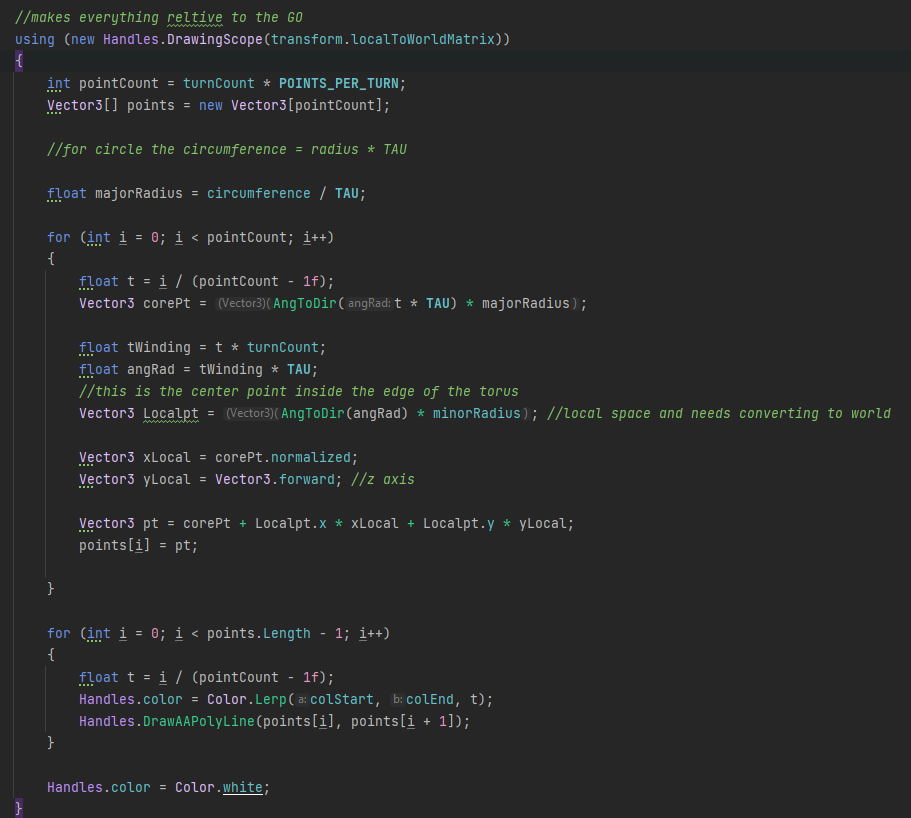 //makes everything reltive to the GO
using (new Handles.DrawingScope(transform.localToWorldMatrix))
{
int pointCount = turnCount * POINTS_PER_TURN;
Vector3[] points = new Vector3[pointCount];
//for circle the circumference = radius * TAU
float majorRadius = circumference / TAU;
for (int i = 0; i < pointCount; i++)
{
float t = i / (pointCount - 1f);
Vector3 corePt = (Vector3)(AngToDir(angRad: t * TAU) * majorRadius);
float tWinding = t * turnCount;
float angRad = tWinding * TAU;
//this is the center point inside the edge of the torus
Vector3 Localpt = (Vector3)(AngToDir(angRad) * minorRadius); //local space and needs converting to world
Vector3 xLocal = corePt.normalized;
Vector3 yLocal = Vector3.forward; //z axis
Vector3 pt = corePt + Localpt.x * xLocal + Localpt.y * yLocal;
points[i] = pt;
}
for (int i = 0; i < points.Length - 1; i++)
{
float t = i / (pointCount - 1f);
Handles.color = Color.Lerp(a: colStart, b: colEnd, t);
Handles.DrawAAPolyLine(points[i], points[i + 1]);
}
Handles.color = Color.white;
}